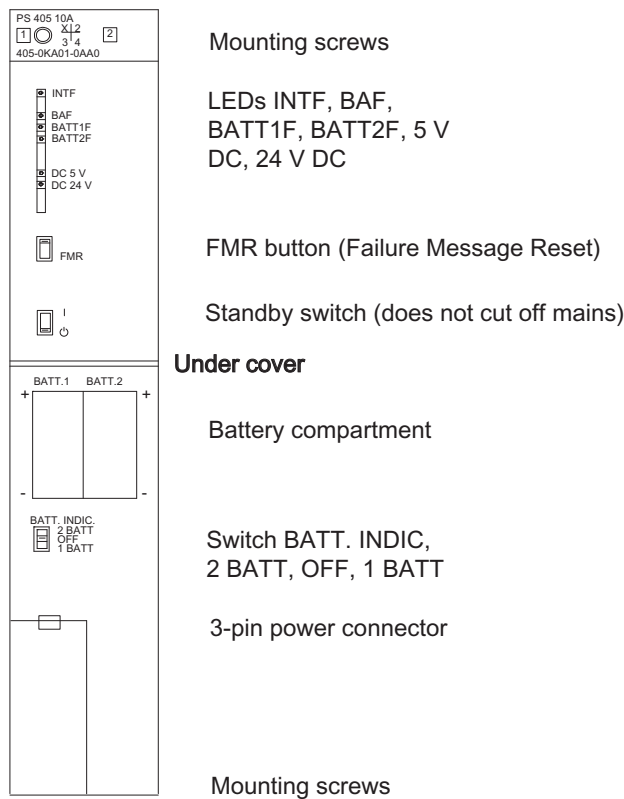 PS 405 10A
1 X 2 2
3 4
405-0KA01-0AA0
Mounting screws
INTF
BAF
BATT1F
BATT2F
DC 5 V
DC 24 V
LEDs INTF, BAF,
BATT1F, BATT2F, 5 V
DC, 24 V DC
FMR
FMR button (Failure Message Reset)
I
Standby switch (does not cut off mains)
Under cover
BATT.1 BATT.2
+ +
Battery compartment
- -
BATT. INDIC.
2 BATT
OFF
1 BATT
Switch BATT. INDIC,
2 BATT, OFF, 1 BATT
3-pin power connector
Mounting screws